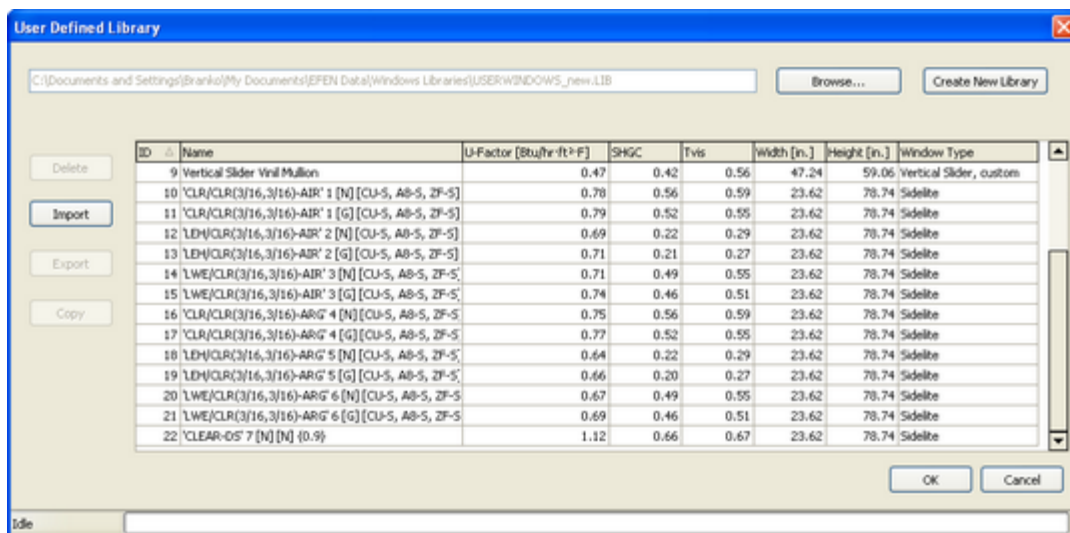 User Defined Library
C:\Documents and Settings\Branko\My Documents\EFEN Data\Windows Libraries\USERWINDOWS_new.LIB
Browse...
Create New Library
Delete
Import
Export
Copy
ID Name U-Factor [Btu/hr·ft²·F] SHGC Tvis Width [in.] Height [in.] Window Type
9 Vertical Slider Vinil Mullion 0.47 0.42 0.56 47.24 59.06 Vertical Slider, custom
10 'CLR/CLR(3/16,3/16)-AIR' 1 [N] [CU-S, A8-S, ZF-S] 0.78 0.56 0.59 23.62 78.74 Sidelite
11 'CLR/CLR(3/16,3/16)-AIR' 1 [G] [CU-S, A8-S, ZF-S] 0.79 0.52 0.55 23.62 78.74 Sidelite
12 'LEH/CLR(3/16,3/16)-AIR' 2 [N] [CU-S, A8-S, ZF-S] 0.69 0.22 0.29 23.62 78.74 Sidelite
13 'LEH/CLR(3/16,3/16)-AIR' 2 [G] [CU-S, A8-S, ZF-S] 0.71 0.21 0.27 23.62 78.74 Sidelite
14 'LWE/CLR(3/16,3/16)-AIR' 3 [N] [CU-S, A8-S, ZF-S] 0.71 0.49 0.55 23.62 78.74 Sidelite
15 'LWE/CLR(3/16,3/16)-AIR' 3 [G] [CU-S, A8-S, ZF-S] 0.74 0.46 0.51 23.62 78.74 Sidelite
16 'CLR/CLR(3/16,3/16)-ARG' 4 [N] [CU-S, A8-S, ZF-S 0.75 0.56 0.59 23.62 78.74 Sidelite
17 'CLR/CLR(3/16,3/16)-ARG' 4 [G] [CU-S, A8-S, ZF-S 0.77 0.52 0.55 23.62 78.74 Sidelite
18 'LEH/CLR(3/16,3/16)-ARG' 5 [N] [CU-S, A8-S, ZF-S] 0.64 0.22 0.29 23.62 78.74 Sidelite
19 'LEH/CLR(3/16,3/16)-ARG' 5 [G] [CU-S, A8-S, ZF-S] 0.66 0.20 0.27 23.62 78.74 Sidelite
20 'LWE/CLR(3/16,3/16)-ARG' 6 [N] [CU-S, A8-S, ZF-S 0.67 0.49 0.55 23.62 78.74 Sidelite
21 'LWE/CLR(3/16,3/16)-ARG' 6 [G] [CU-S, A8-S, ZF-S 0.69 0.46 0.51 23.62 78.74 Sidelite
22 'CLEAR-DS' 7 [N] [N] {0.9} 1.12 0.66 0.67 23.62 78.74 Sidelite
OK
Cancel
Idle